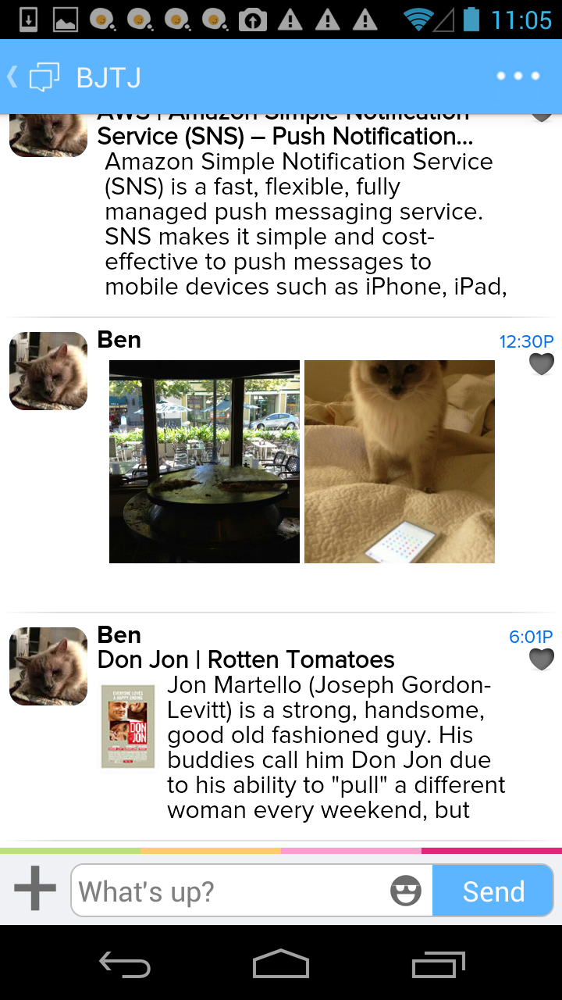 11:05
BJTJ
AWS | Amazon Simple Notification
Service (SNS) – Push Notification...
Amazon Simple Notification Service
(SNS) is a fast, flexible, fully
managed push messaging service.
SNS makes it simple and cost-
effective to push messages to
mobile devices such as iPhone, iPad,
Ben
12:30P
Ben
6:01P
Don Jon | Rotten Tomatoes
EVERYONE LOVES
A HAPPY ENDING
DON
JON
Jon Martello (Joseph Gordon-
Levitt) is a strong, handsome,
good old fashioned guy. His
buddies call him Don Jon due
to his ability to "pull" a different
woman every weekend, but
What's up?
Send